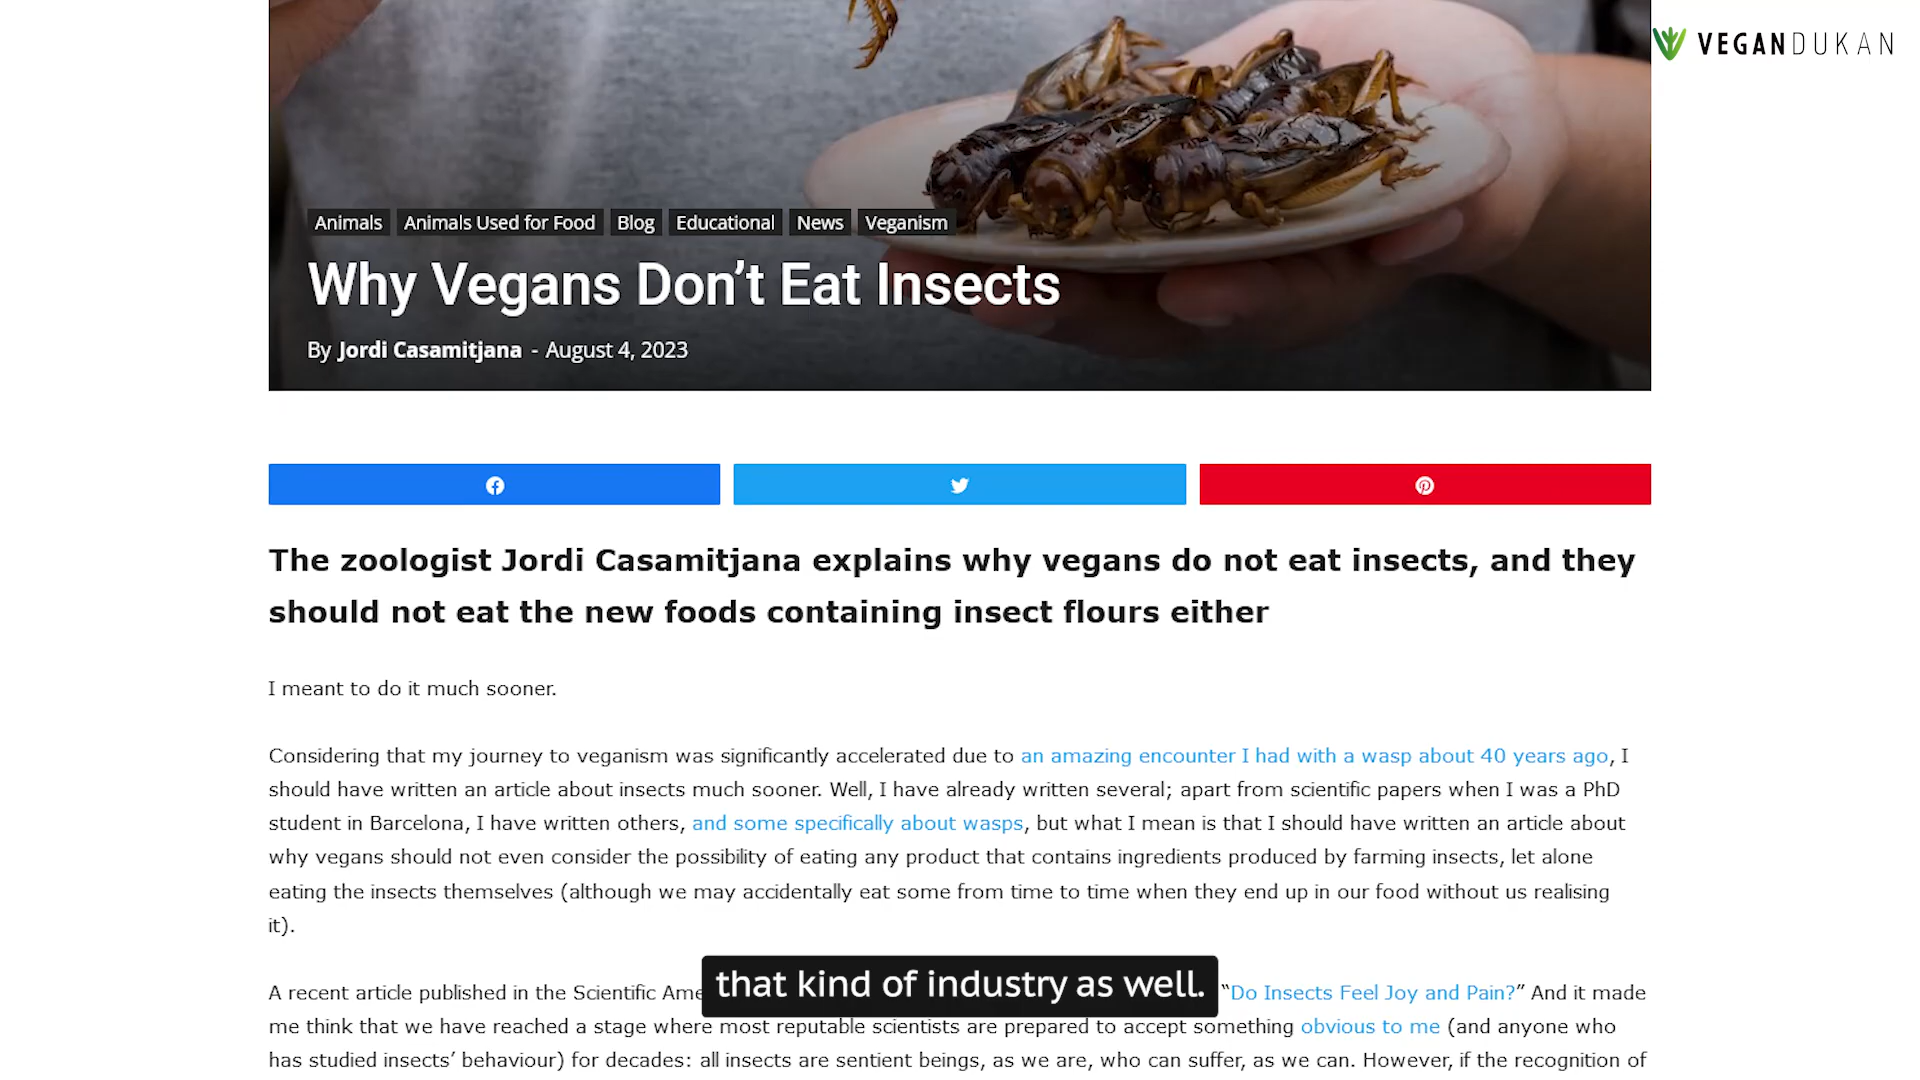 VEGANDUKAN
Animals
Animals Used for Food
Blog
Educational
News
Veganism
Why Vegans Don’t Eat Insects
By Jordi Casamitjana - August 4, 2023
The zoologist Jordi Casamitjana explains why vegans do not eat insects, and they
should not eat the new foods containing insect flours either
I meant to do it much sooner.
Considering that my journey to veganism was significantly accelerated due to an amazing encounter I had with a wasp about 40 years ago, I
should have written an article about insects much sooner. Well, I have already written several; apart from scientific papers when I was a PhD
student in Barcelona, I have written others, and some specifically about wasps, but what I mean is that I should have written an article about
why vegans should not even consider the possibility of eating any product that contains ingredients produced by farming insects, let alone
eating the insects themselves (although we may accidentally eat some from time to time when they end up in our food without us realising
it).
that kind of industry as well.
A recent article published in the Scientific “Do Insects Feel Joy and Pain?” And it made
me think that we have reached a stage where most reputable scientists are prepared to accept something obvious to me (and anyone who
has studied insects’ behaviour) for decades: all insects are sentient beings, as we are, who can suffer, as we can. However, if the recognition of